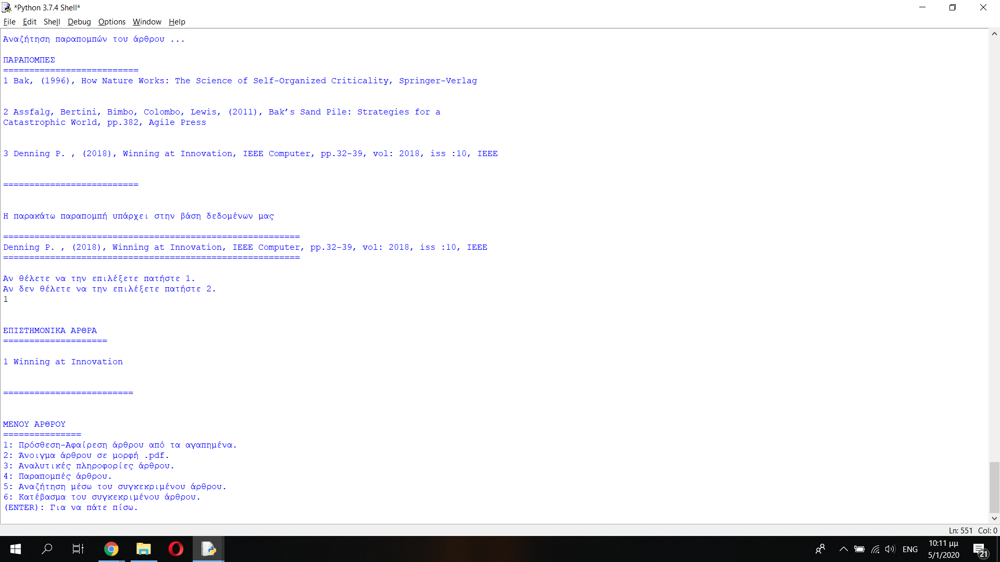 *Python 3.7.4 Shell*
File Edit Shell Debug Options Window Help
Αναζήτηση παραπομπών του άρθρου ...
ΠΑΡΑΠΟΜΠΕΣ
==========================
1 Bak, (1996), How Nature Works: The Science of Self-Organized Criticality, Springer-Verlag
2 Assfalg, Bertini, Bimbo, Colombo, Lewis, (2011), Bak’s Sand Pile: Strategies for a
Catastrophic World, pp.382, Agile Press
3 Denning P. , (2018), Winning at Innovation, IEEE Computer, pp.32-39, vol: 2018, iss :10, IEEE
==========================
Η παρακάτω παραπομπή υπάρχει στην βάση δεδομένων μας
=========================================================
Denning P. , (2018), Winning at Innovation, IEEE Computer, pp.32-39, vol: 2018, iss :10, IEEE
=========================================================
Αν θέλετε να την επιλέξετε πατήστε 1.
Αν δεν θέλετε να την επιλέξετε πατήστε 2.
1
ΕΠΙΣΤΗΜΟΝΙΚΑ ΑΡΘΡΑ
====================
1 Winning at Innovation
=========================
ΜΕΝΟΥ ΑΡΘΡΟΥ
===============
1: Πρόσθεση-Αφαίρεση άρθρου από τα αγαπημένα.
2: Άνοιγμα άρθρου σε μορφή .pdf.
3: Αναλυτικές πληροφορίες άρθρου.
4: Παραπομπές άρθρου.
5: Αναζήτηση μέσω του συγκεκριμένου άρθρου.
6: Κατέβασμα του συγκεκριμένου άρθρου.
(ENTER): Για να πάτε πίσω.
Ln: 551 Col: 0
ENG
10:11 μμ
5/1/2020
21